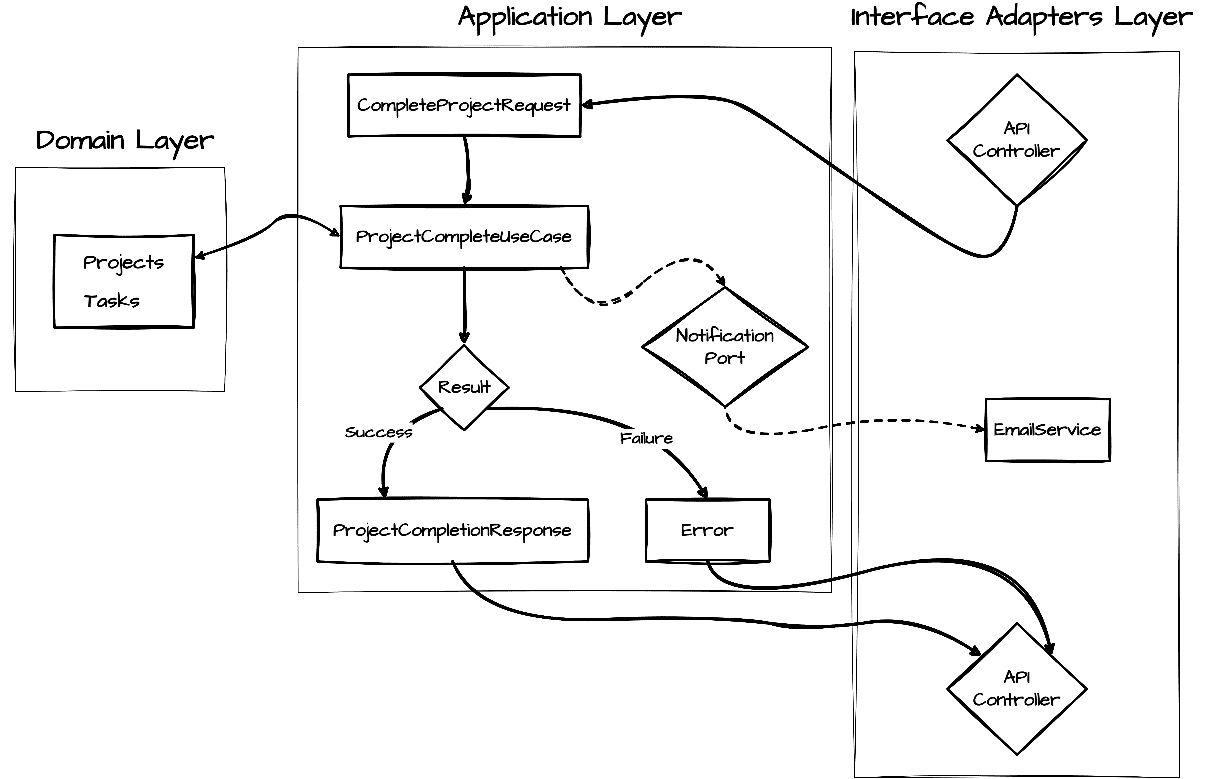 Application Layer
Interface Adapters Layer
CompleteProjectRequest
API
Controller
Domain Layer
ProjectCompleteUseCase
Projects
Tasks
Notification
Port
Result
Success
Failure
EmailService
ProjectCompletionResponse
Error
API
Controller